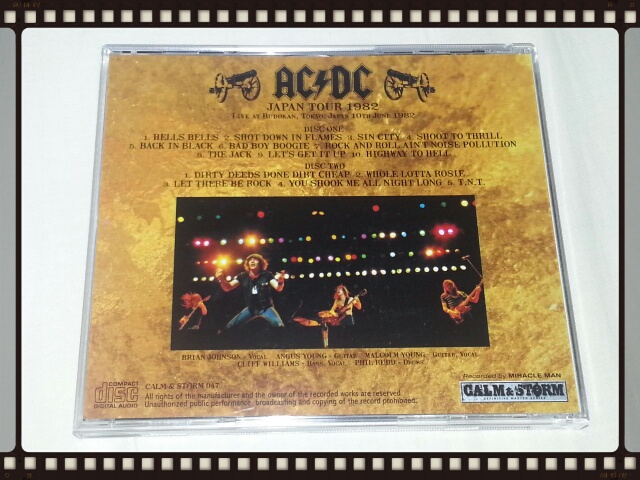 AC⚡DC
JAPAN TOUR 1982
LIVE AT BUDOKAN, TOKYO, JAPAN 10TH JUNE 1982
DISC ONE
1. HELLS BELLS 2. SHOT DOWN IN FLAMES 3. SIN CITY 4. SHOOT TO THRILL
5. BACK IN BLACK 6. BAD BOY BOOGIE 7. ROCK AND ROLL AIN'T NOISE POLLUTION
8. THE JACK 9. LET'S GET IT UP 10. HIGHWAY TO HELL
DISC TWO
1. DIRTY DEEDS DONE DIRT CHEAP 2. WHOLE LOTTA ROSIE
3. LET THERE BE ROCK 4. YOU SHOOK ME ALL NIGHT LONG 5. T.N.T.
BRIAN JOHNSON - VOCAL ANGUS YOUNG - GUITAR MALCOLM YOUNG - GUITAR, VOCAL
CLIFF WILLIAMS - BASS, VOCAL PHIL RUDD - DRUMS
COMPACT disc DIGITAL AUDIO
CALM & STORM 047
All rights of the manufacturer and the owner of the recorded works are reserved.
Unauthorized public performance, broadcasting and copying of the record prohibited.
Recorded by MIRACLE MAN
CALM & STORM
DEFINITIVE MASTER SERIES